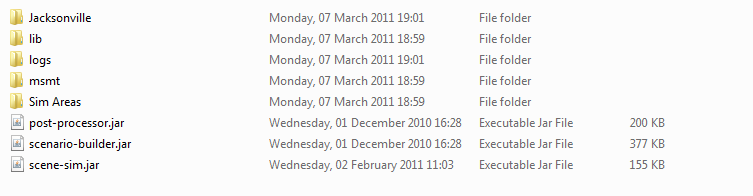 Jacksonville Monday, 07 March 2011 19:01 File folder
lib Monday, 07 March 2011 18:59 File folder
logs Monday, 07 March 2011 19:01 File folder
msmt Monday, 07 March 2011 18:59 File folder
Sim Areas Monday, 07 March 2011 18:59 File folder
post-processor.jar Wednesday, 01 December 2010 16:28 Executable Jar File 200 KB
scenario-builder.jar Wednesday, 01 December 2010 16:28 Executable Jar File 377 KB
scene-sim.jar Wednesday, 02 February 2011 11:03 Executable Jar File 155 KB